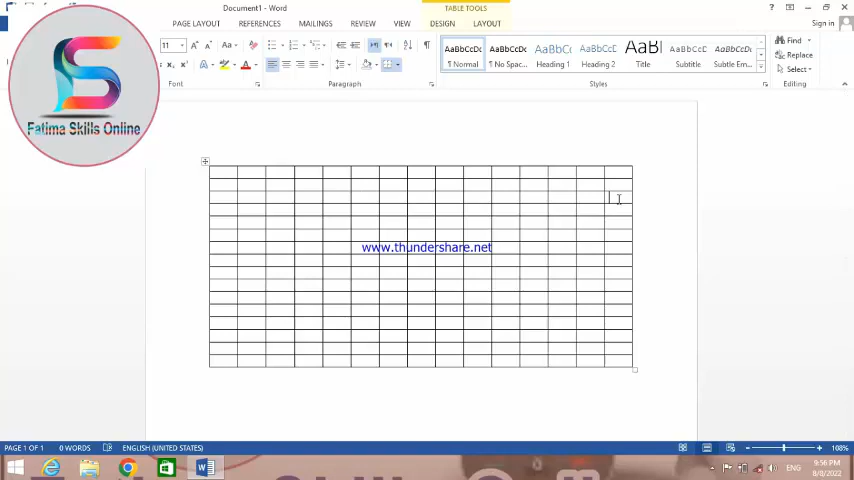 Document1 - Word
TABLE TOOLS
Sign in
PAGE LAYOUT REFERENCES MAILINGS REVIEW VIEW DESIGN LAYOUT
11 Aa
AaBbCcDc AaBbCcDc AaBbCc AaBbCc AaBl AaBbCcD AaBbCcDc
¶ Normal ¶ No Spac... Heading 1 Heading 2 Title Subtitle Subtle Em...
Find
Replace
Select
Font Paragraph Styles Editing
Fatima Skills Online
www.thundershare.net
PAGE 1 OF 1 0 WORDS ENGLISH (UNITED STATES) 108%
ENG
9:56 PM
8/8/2022